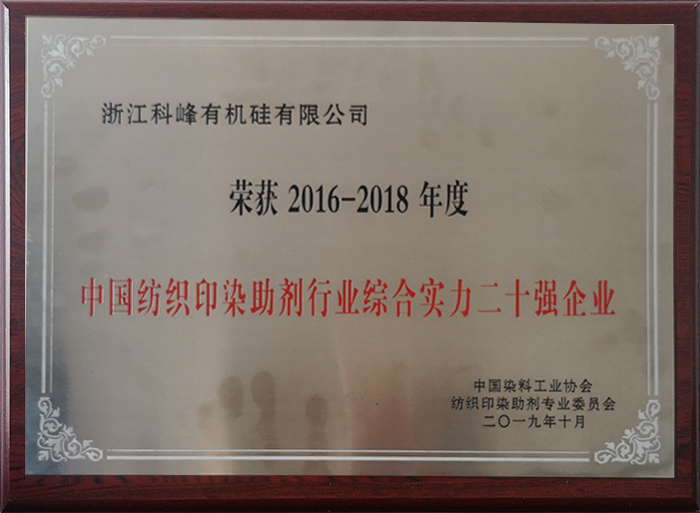 浙江科峰有机硅有限公司
荣获 2016-2018 年度
中国纺织印染助剂行业综合实力二十强企业
中国染料工业协会
纺织印染助剂专业委员会
二〇一九年十月